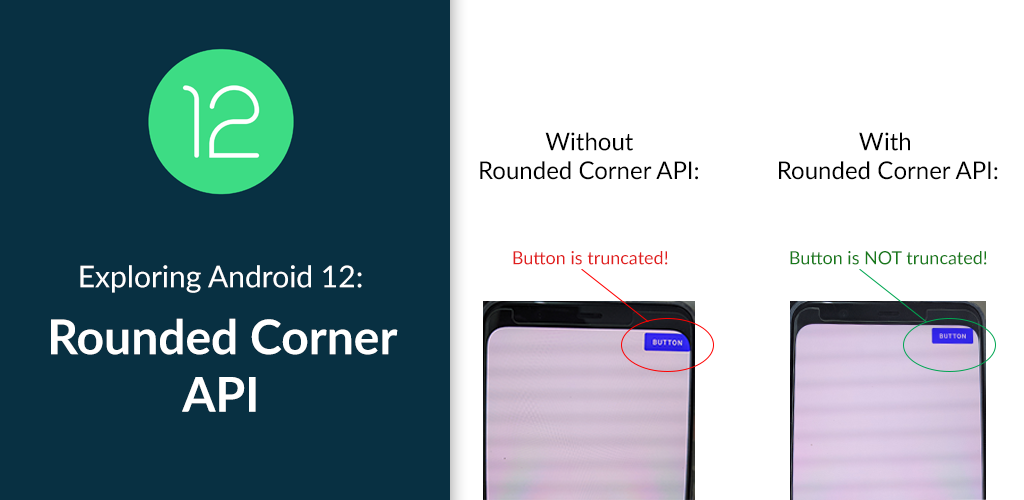 12
Exploring Android 12:
Rounded Corner
API
Without
Rounded Corner API:
Button is truncated!
BUTTON
With
Rounded Corner API:
Button is NOT truncated!
BUTTON